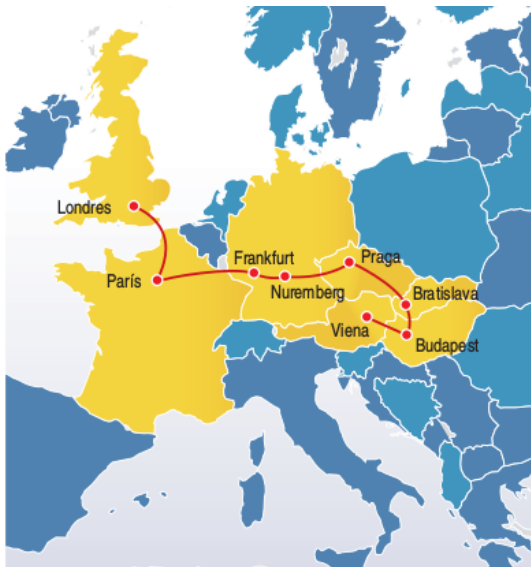 Londres
París
Frankfurt
Nuremberg
Praga
Bratislava
Viena
Budapest